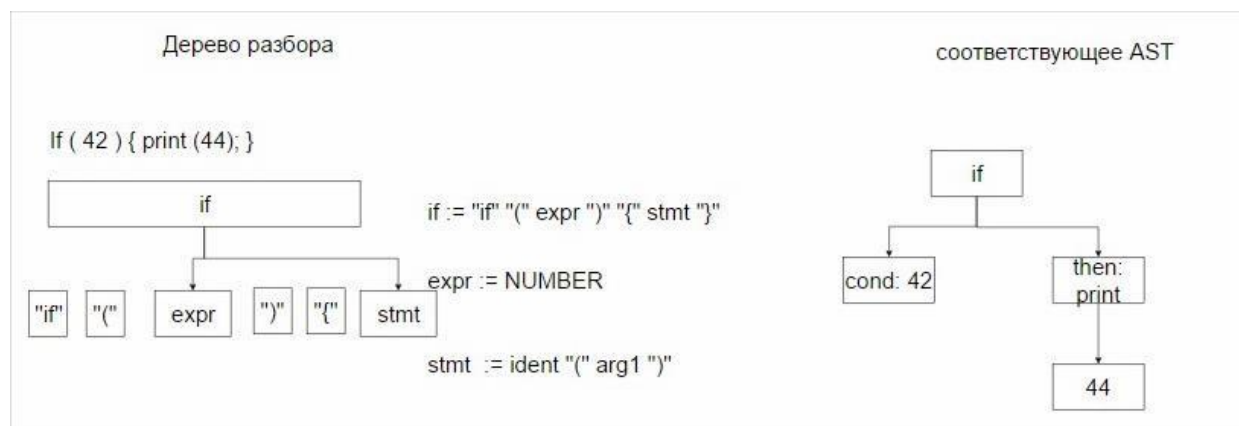 Дерево разбора
соответствующее AST
If ( 42 ) { print (44); }
if
if := "if" "(" expr ")" "{" stmt "}"
expr := NUMBER
"if" "(" expr ")" "{" stmt
stmt := ident "(" arg1 ")"
if
cond: 42
then:
print
44